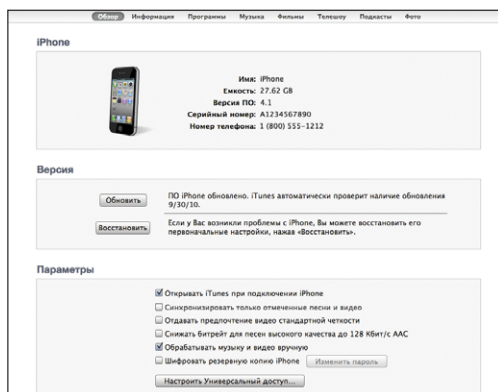 Обзор Информация Программы Музыка Фильмы Телешоу Подкасты Фото
iPhone
Имя: iPhone
Емкость: 27.62 GB
Версия ПО: 4.1
Серийный номер: A1234567890
Номер телефона: 1 (800) 555-1212
Версия
Обновить
ПО iPhone обновлено. iTunes автоматически проверит наличие обновления
9/30/10.
Восстановить
Если у Вас возникли проблемы с iPhone, Вы можете восстановить его
первоначальные настройки, нажав «Восстановить».
Параметры
Открывать iTunes при подключении iPhone
Синхронизировать только отмеченные песни и видео
Отдавать предпочтение видео стандартной четкости
Снижать битрейт для песен высокого качества до 128 Кбит/с AAC
Обрабатывать музыку и видео вручную
Шифровать резервную копию iPhone Изменить пароль
Настроить Универсальный доступ...